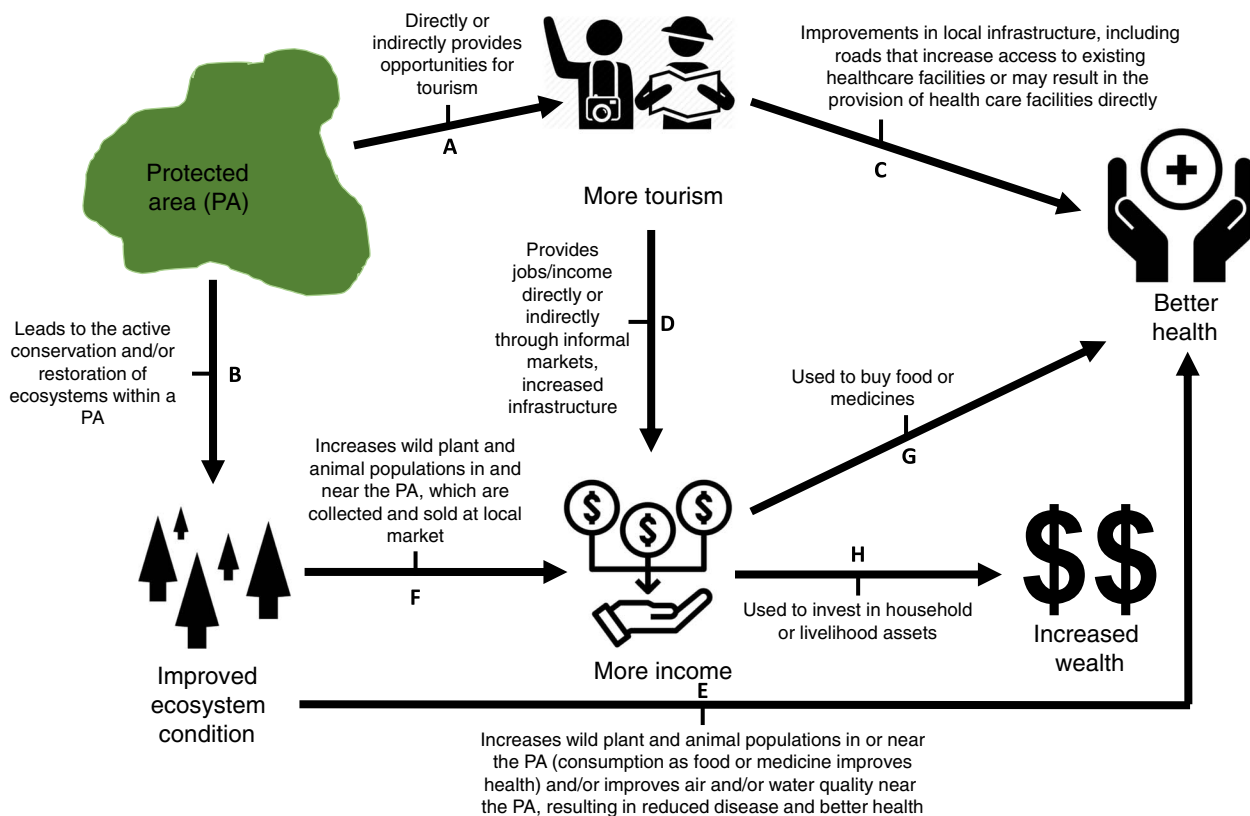 Directly or
indirectly provides
opportunities for
tourism
A
Improvements in local infrastructure, including
roads that increase access to existing
healthcare facilities or may result in the
provision of health care facilities directly
C
Protected
area (PA)
More tourism
Better
health
Leads to the active
conservation and/or
restoration of
ecosystems within a
PA
B
Provides
jobs/income
directly or
indirectly
through informal
markets,
increased
infrastructure
D
Used to buy food or
medicines
G
Increases wild plant and
animal populations in and
near the PA, which are
collected and sold at local
market
F
$ $ $
H
Used to invest in household
or livelihood assets
$$
Increased
wealth
Improved
ecosystem
condition
More income
E
Increases wild plant and animal populations in or near
the PA (consumption as food or medicine improves
health) and/or improves air and/or water quality near
the PA, resulting in reduced disease and better health